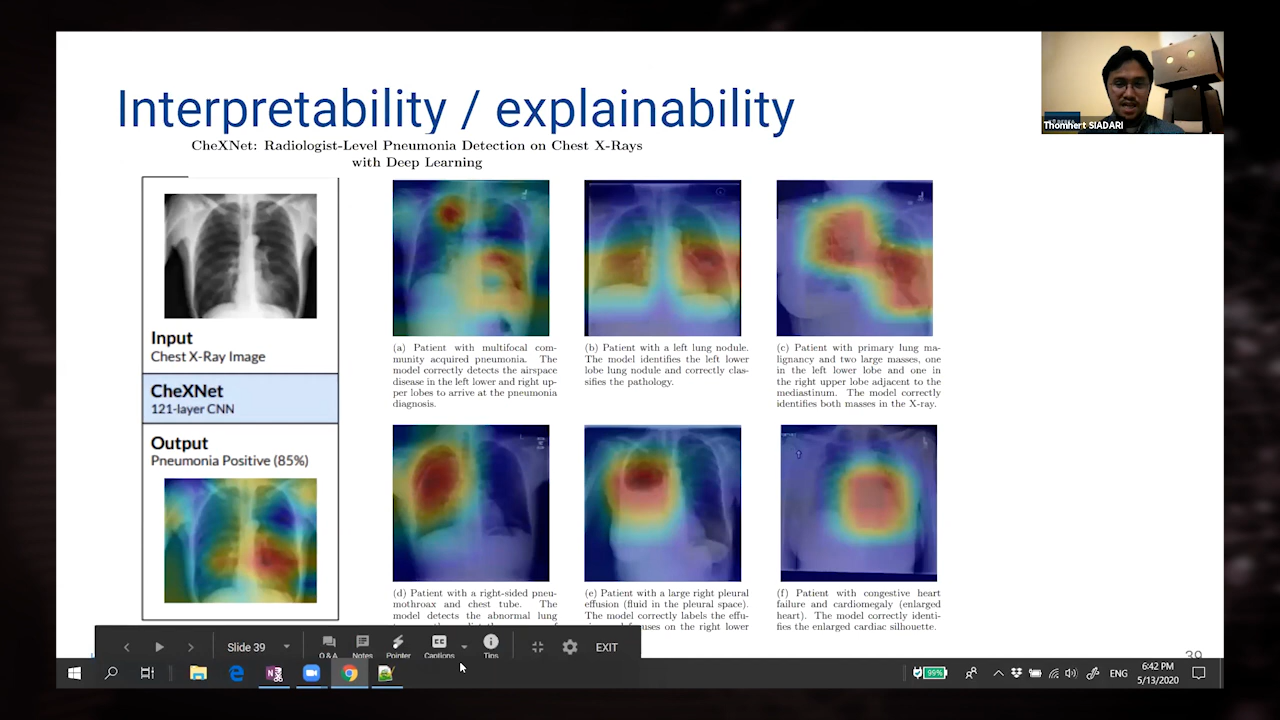 Interpretability / explainability
CheXNet: Radiologist-Level Pneumonia Detection on Chest X-Rays
with Deep Learning
Thomhert SIADARI
Input
Chest X-Ray Image
CheXNet
121-layer CNN
Output
Pneumonia Positive (85%)
(a) Patient with multifocal com-
munity acquired pneumonia. The
model correctly detects the airspace
disease in the left lower and right up-
per lobes to arrive at the pneumonia
diagnosis.
(b) Patient with a left lung nodule.
The model identifies the left lower
lobe lung nodule and correctly clas-
sifies the pathology.
(c) Patient with primary lung ma-
lignancy and two large masses, one
in the left lower lobe and one in
the right upper lobe adjacent to the
mediastinum. The model correctly
identifies both masses in the X-ray.
(d) Patient with a right-sided pneu-
mothroax and chest tube. The
model detects the abnormal lung
(e) Patient with a large right pleural
effusion (fluid in the pleural space).
The model correctly labels the effu-
uses on the right lower
(f) Patient with congestive heart
failure and cardiomegaly (enlarged
heart). The model correctly identi-
fies the enlarged cardiac silhouette.
39
Slide 39
Q & A
Notes
Pointer
Captions
Tips
EXIT
99%
ENG
6:42 PM
5/13/2020